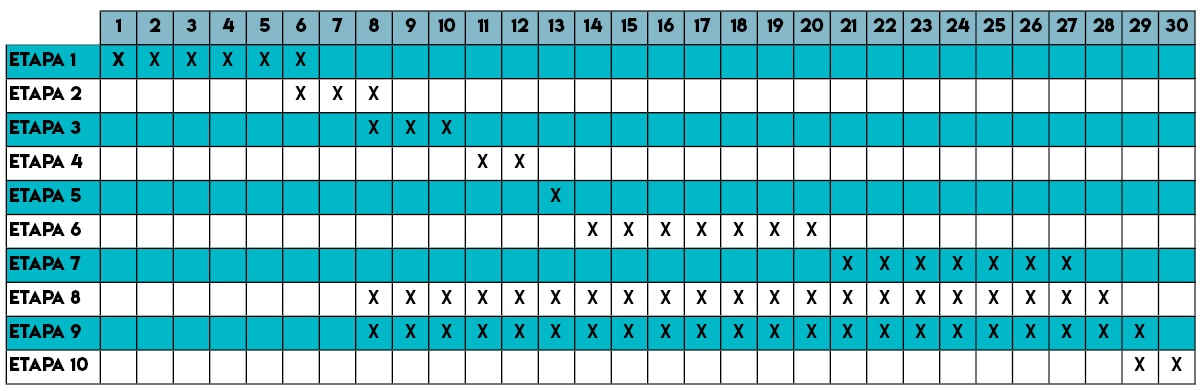 1 2 3 4 5 6 7 8 9 10 11 12 13 14 15 16 17 18 19 20 21 22 23 24 25 26 27 28 29 30
ETAPA 1 X X X X X X
ETAPA 2 X X X
ETAPA 3 X X X
ETAPA 4 X X
ETAPA 5 X
ETAPA 6 X X X X X X X
ETAPA 7 X X X X X X X
ETAPA 8 X X X X X X X X X X X X X X X X X X X X X
ETAPA 9 X X X X X X X X X X X X X X X X X X X X X X
ETAPA 10 X X